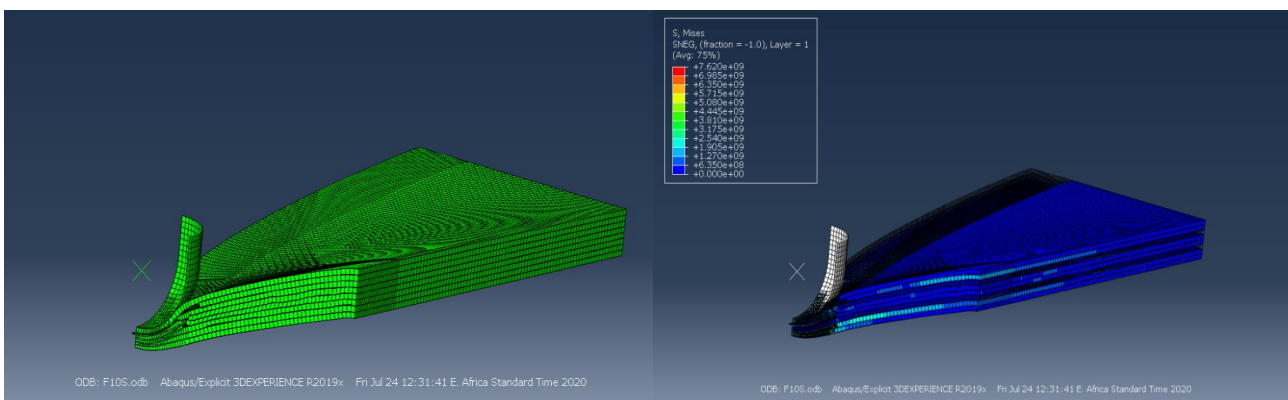 S, Mises
SNEG, (fraction = -1.0), Layer = 1
(Avg: 75%)
+7.620e+09
+6.985e+09
+6.350e+09
+5.715e+09
+5.080e+09
+4.445e+09
+3.810e+09
+3.175e+09
+2.540e+09
+1.905e+09
+1.270e+09
+6.350e+08
+0.000e+00
ODB: F10S.odb    Abaqus/Explicit 3DEXPERIENCE R2019x    Fri Jul 24 12:31:41 E. Africa Standard Time 2020
ODB: F10S.odb    Abaqus/Explicit 3DEXPERIENCE R2019x    Fri Jul 24 12:31:41 E. Africa Standard Time 2020